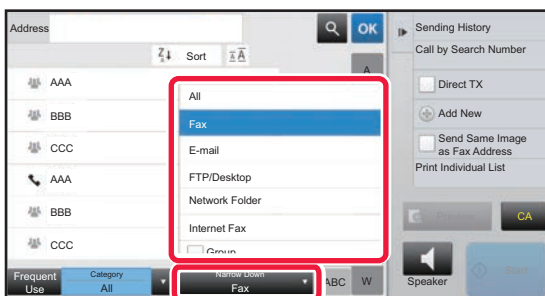 Address
OK
Sort
A
AAA
BBB
CCC
AAA
BBB
CCC
All
Fax
E-mail
FTP/Desktop
Network Folder
Internet Fax
Group
Frequent
Use
Category
All
Narrow Down
Fax
ABC
W
Sending History
Call by Search Number
Direct TX
Add New
Send Same Image
as Fax Address
Print Individual List
CA
Speaker
Start